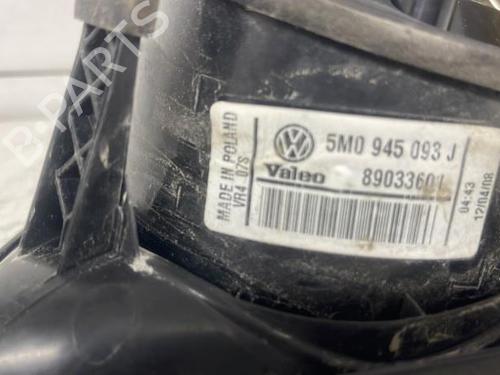 B-PARTS
MADE IN POLAND
VR4 07S
5M0 945 093 J
Valeo 89033601
04:43
12/04/08